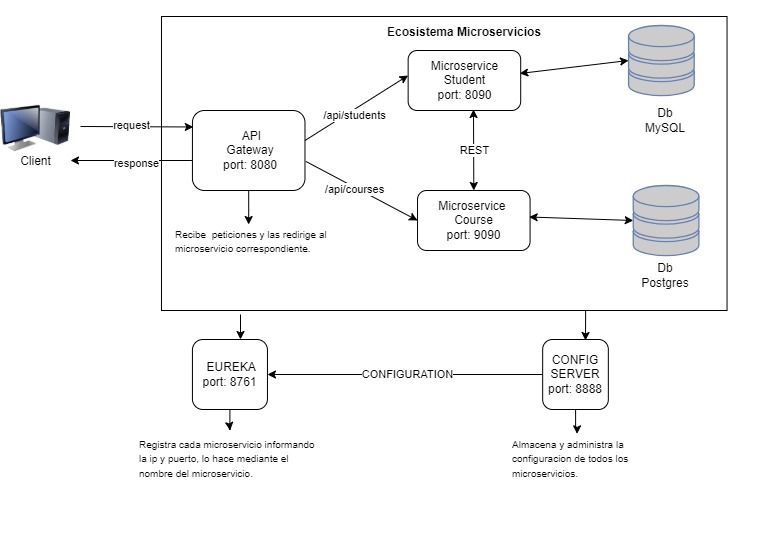 Ecosistema Microservicios
Microservice
Student
port: 8090
Db
MySQL
/api/students
request
API
Gateway
port: 8080
Client
response
REST
/api/courses
Microservice
Course
port: 9090
Recibe  peticiones y las redirige al
microservicio correspondiente.
Db
Postgres
EUREKA
port: 8761
CONFIGURATION
CONFIG
SERVER
port: 8888
Registra cada microservicio informando
la ip y puerto, lo hace mediante el
nombre del microservicio.
Almacena y administra la
configuracion de todos los
microservicios.